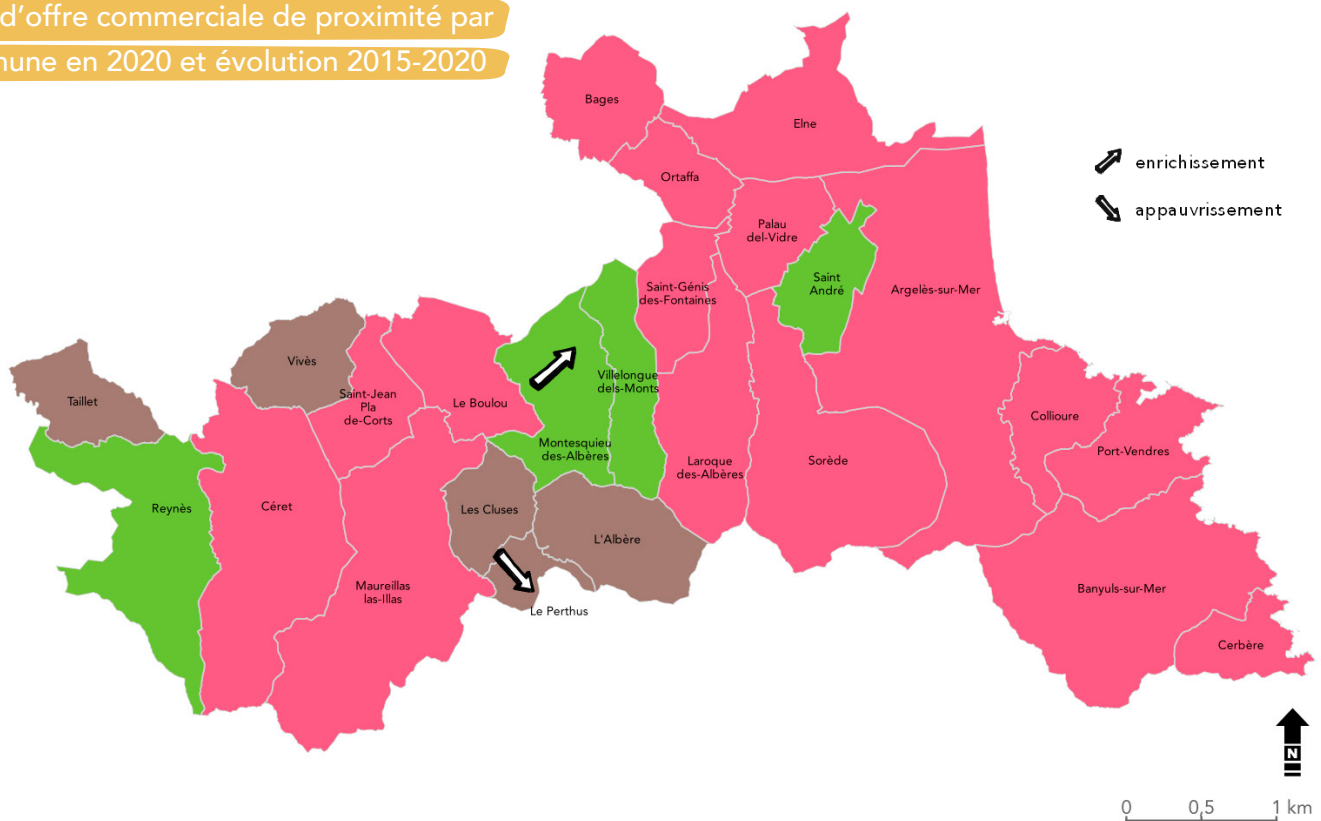 d'offre commerciale de proximité par
en 2020 et évolution 2015-2020
Bages
Elne
enrichissement
Ortaffa
appauvrissement
Palau
del-Vidre
Saint
André
Saint-Génis
des-Fontaines
Argelès-sur-Mer
Vivès
Villelongue
dels-Monts
Taillet
Saint-Jean
Pla
de-Corts
Le Boulou
Collioure
Montesquieu
des-Albères
Port-Vendres
Laroque
des-Albères
Sorède
Reynès
Céret
Les Cluses
L'Albère
Maureillas
las-Illas
Banyuls-sur-Mer
Le Perthus
Cerbère
N
0 0,5 1 km